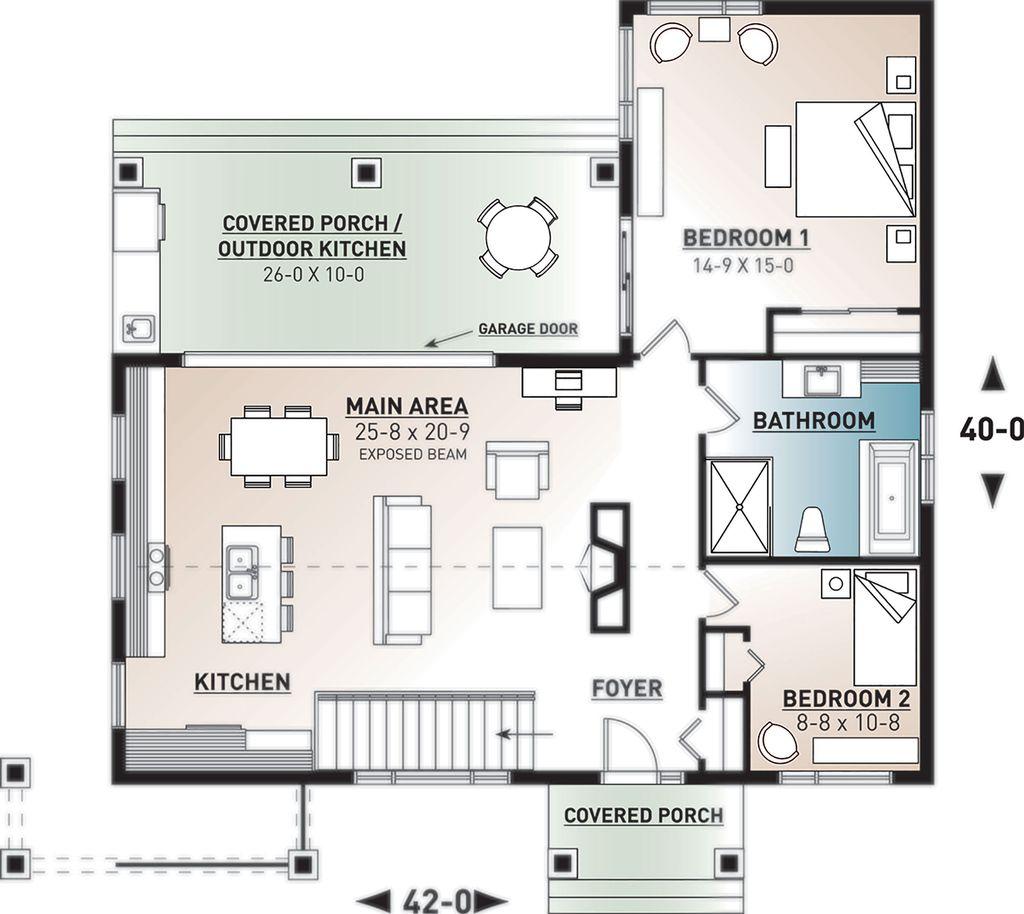 COVERED PORCH /
OUTDOOR KITCHEN
26-0 X 10-0
BEDROOM 1
14-9 X 15-0
GARAGE DOOR
MAIN AREA
25-8 x 20-9
EXPOSED BEAM
BATHROOM
40-0
KITCHEN
FOYER
BEDROOM 2
8-8 x 10-8
COVERED PORCH
42-0